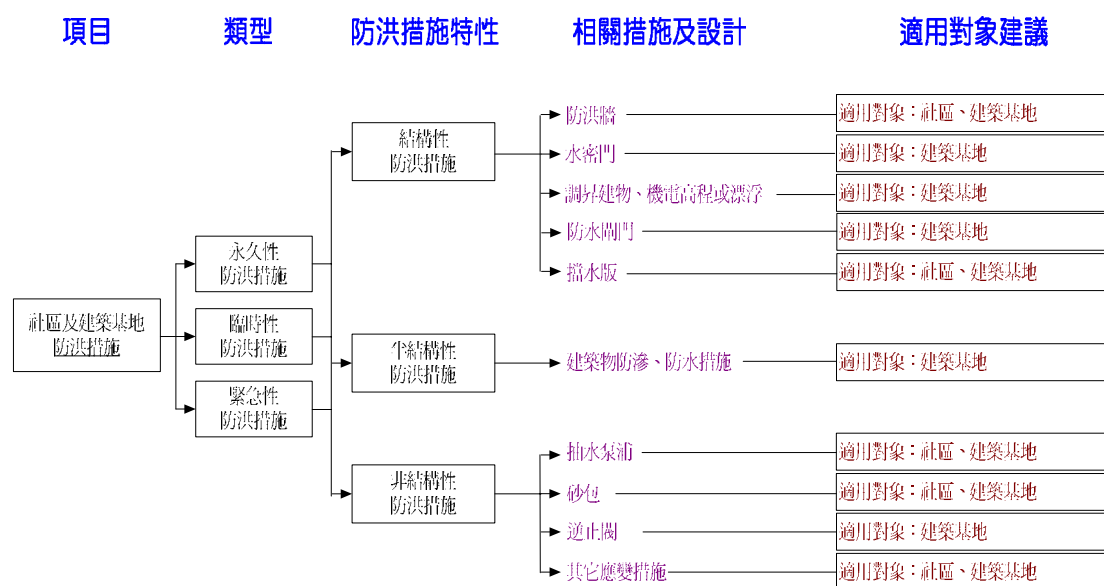 項目
類型
防洪措施特性
相關措施及設計
適用對象建議
社區及建築基地
防洪措施
永久性
防洪措施
臨時性
防洪措施
緊急性
防洪措施
結構性
防洪措施
防洪牆
適用對象：社區、建築基地
水密門
適用對象：建築基地
調昇建物、機電高程或漂浮
適用對象：建築基地
防水閘門
適用對象：建築基地
擋水版
適用對象：社區、建築基地
半結構性
防洪措施
建築物防滲、防水措施
適用對象：建築基地
非結構性
防洪措施
抽水泵浦
適用對象：社區、建築基地
砂包
適用對象：社區、建築基地
逆止閥
適用對象：建築基地
其它應變措施
適用對象：社區、建築基地